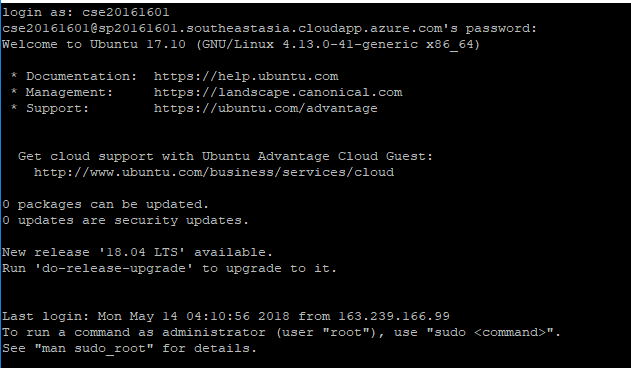 login as: cse20161601
cse20161601@sp20161601.southeastasia.cloudapp.azure.com's password:
Welcome to Ubuntu 17.10 (GNU/Linux 4.13.0-41-generic x86_64)
* Documentation:  https://help.ubuntu.com
* Management:     https://landscape.canonical.com
* Support:        https://ubuntu.com/advantage
Get cloud support with Ubuntu Advantage Cloud Guest:
http://www.ubuntu.com/business/services/cloud
0 packages can be updated.
0 updates are security updates.
New release '18.04 LTS' available.
Run 'do-release-upgrade' to upgrade to it.
Last login: Mon May 14 04:10:56 2018 from 163.239.166.99
To run a command as administrator (user "root"), use "sudo <command>".
See "man sudo_root" for details.